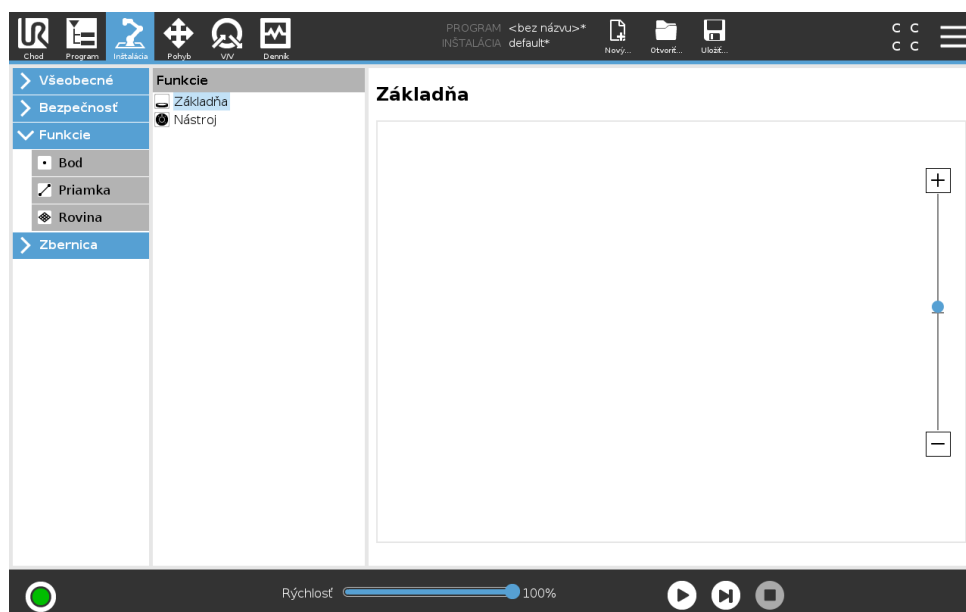 UR
PROGRAM <bez názvu>*
INŠTALÁCIA default*
Chod Program Inštalácia Pohyb V/V Denník Nový... Otvoriť... Uložiť...
C C
C C
Všeobecné
Bezpečnosť
Funkcie
Bod
Priamka
Rovina
Zbernica
Funkcie
Základňa
Nástroj
Základňa
Rýchlosť 100%